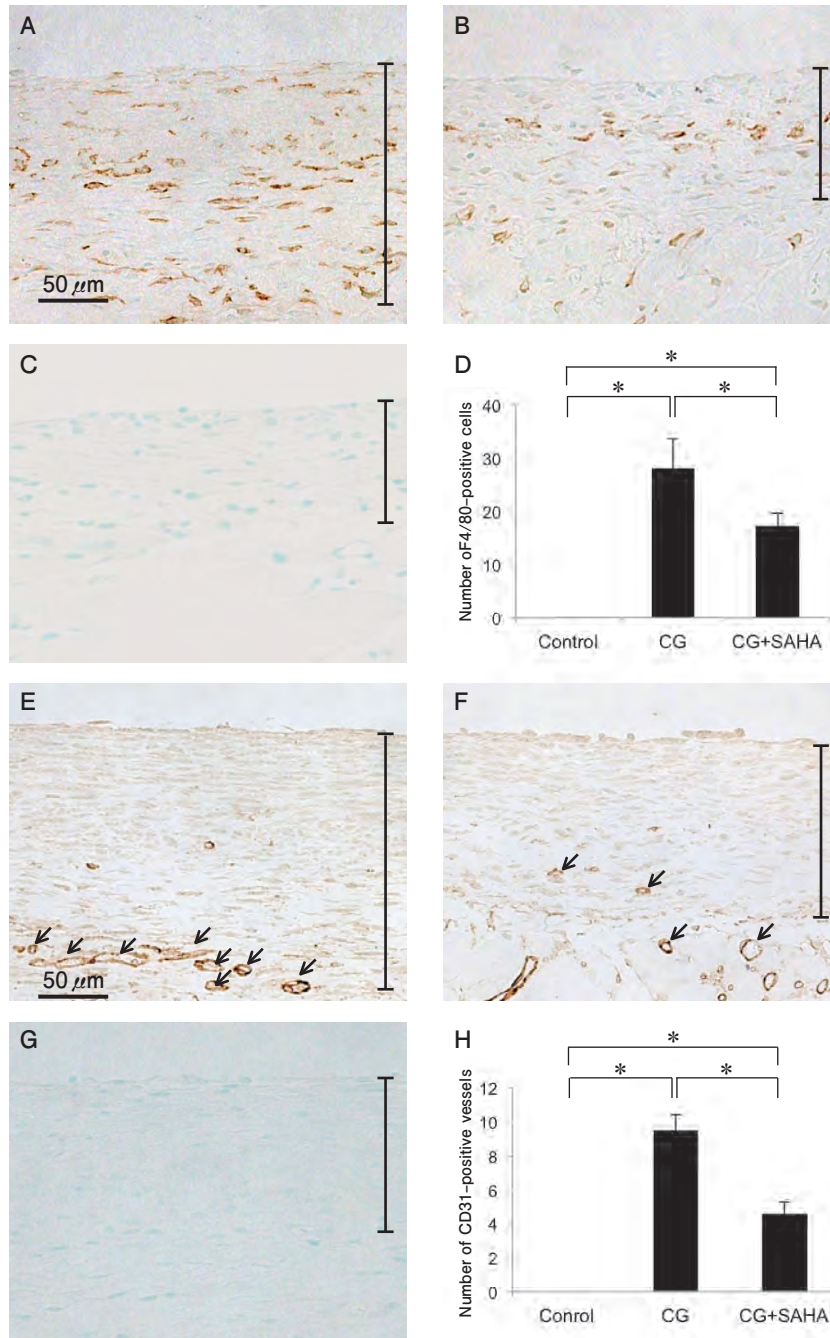 A
50 μm
B
C
D
*
* *
Number oF4/80-positive cells
40
30
20
10
0
Control CG CG+SAHA
E
50 μm
F
G
H
*
* *
Number of CD31-positive vessels
12
10
8
6
4
2
0
Conrol CG CG+SAHA